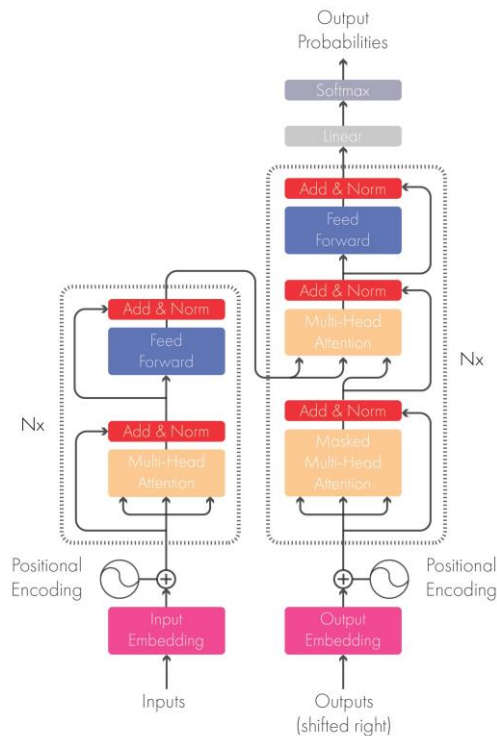 Output
Probabilities
Softmax
Linear
Add & Norm
Feed
Forward
Add & Norm
Multi-Head
Attention
Add & Norm
Masked
Multi-Head
Attention
Nx
Add & Norm
Feed
Forward
Add & Norm
Multi-Head
Attention
Nx
Positional
Encoding
Positional
Encoding
Input
Embedding
Output
Embedding
Inputs
Outputs
(shifted right)